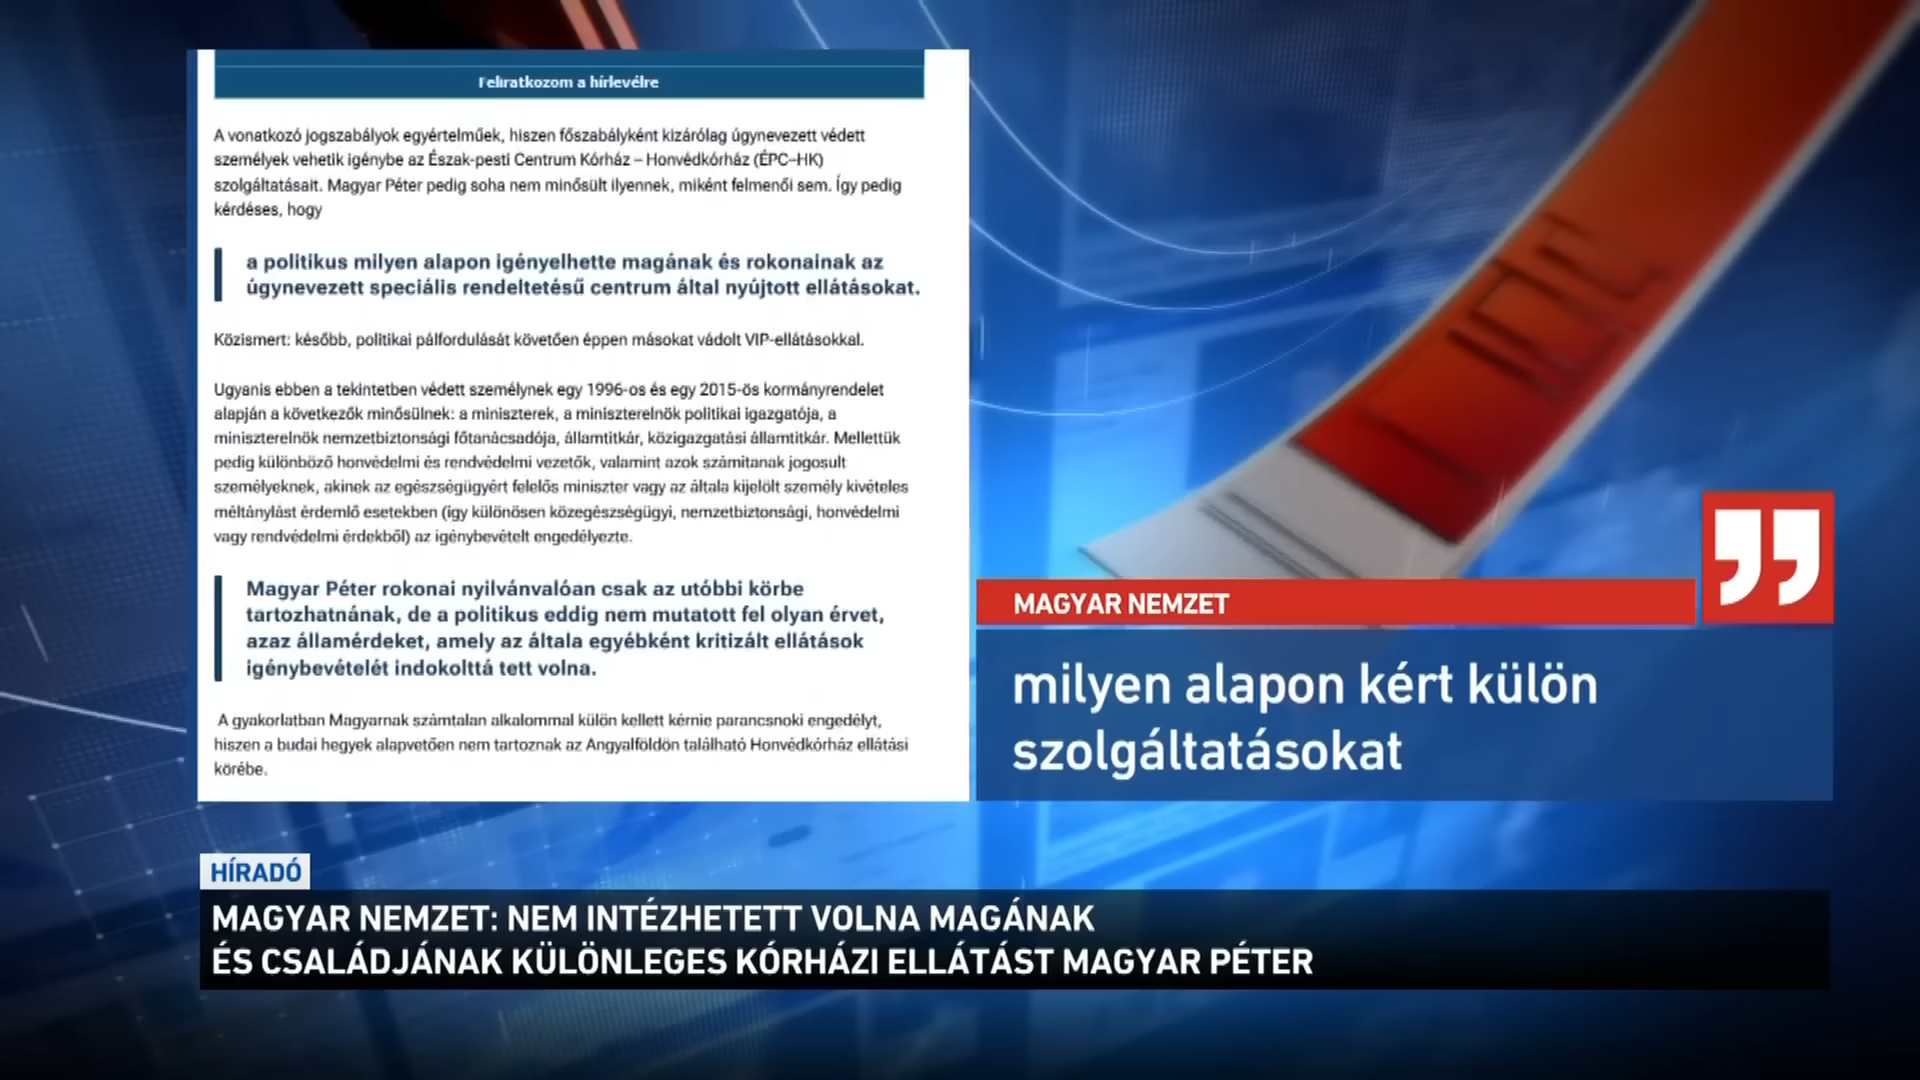 Feliratkozom a hírlevélre
A vonatkozó jogszabályok egyértelműek, hiszen főszabályként kizárólag úgynevezett védett
személyek vehetik igénybe az Észak-pesti Centrum Kórház – Honvédkórház (ÉPC–HK)
szolgáltatásait. Magyar Péter pedig soha nem minősült ilyennek, miként felmenői sem. Így pedig
kérdéses, hogy
a politikus milyen alapon igényelhette magának és rokonainak az
úgynevezett speciális rendeltetésű centrum által nyújtott ellátásokat.
Közismert: később, politikai pálfordulását követően éppen másokat vádolt VIP-ellátásokkal.
Ugyanis ebben a tekintetben védett személynek egy 1996-os és egy 2015-ös kormányrendelet
alapján a következők minősülnek: a miniszterek, a miniszterelnök politikai igazgatója, a
miniszterelnök nemzetbiztonsági főtanácsadója, államtitkár, közigazgatási államtitkár. Mellettük
pedig különböző honvédelmi és rendvédelmi vezetők, valamint azok számítanak jogosult
személyeknek, akinek az egészségügyért felelős miniszter vagy az általa kijelölt személy kivételes
méltánylást érdemlő esetekben (így különösen közegészségügyi, nemzetbiztonsági, honvédelmi
vagy rendvédelmi érdekből) az igénybevételt engedélyezte.
Magyar Péter rokonai nyilvánvalóan csak az utóbbi körbe
tartozhatnának, de a politikus eddig nem mutatott fel olyan érvet,
azaz államérdeket, amely az általa egyébként kritizált ellátások
igénybevételét indokolttá tett volna.
A gyakorlatban Magyarnak számtalan alkalommal külön kellett kérnie parancsnoki engedélyt,
hiszen a budai hegyek alapvetően nem tartoznak az Angyalföldön található Honvédkórház ellátási
körébe.
MAGYAR NEMZET
milyen alapon kért külön
szolgáltatásokat
HÍRADÓ
MAGYAR NEMZET: NEM INTÉZHETETT VOLNA MAGÁNAK
ÉS CSALÁDJÁNAK KÜLÖNLEGES KÓRHÁZI ELLÁTÁST MAGYAR PÉTER